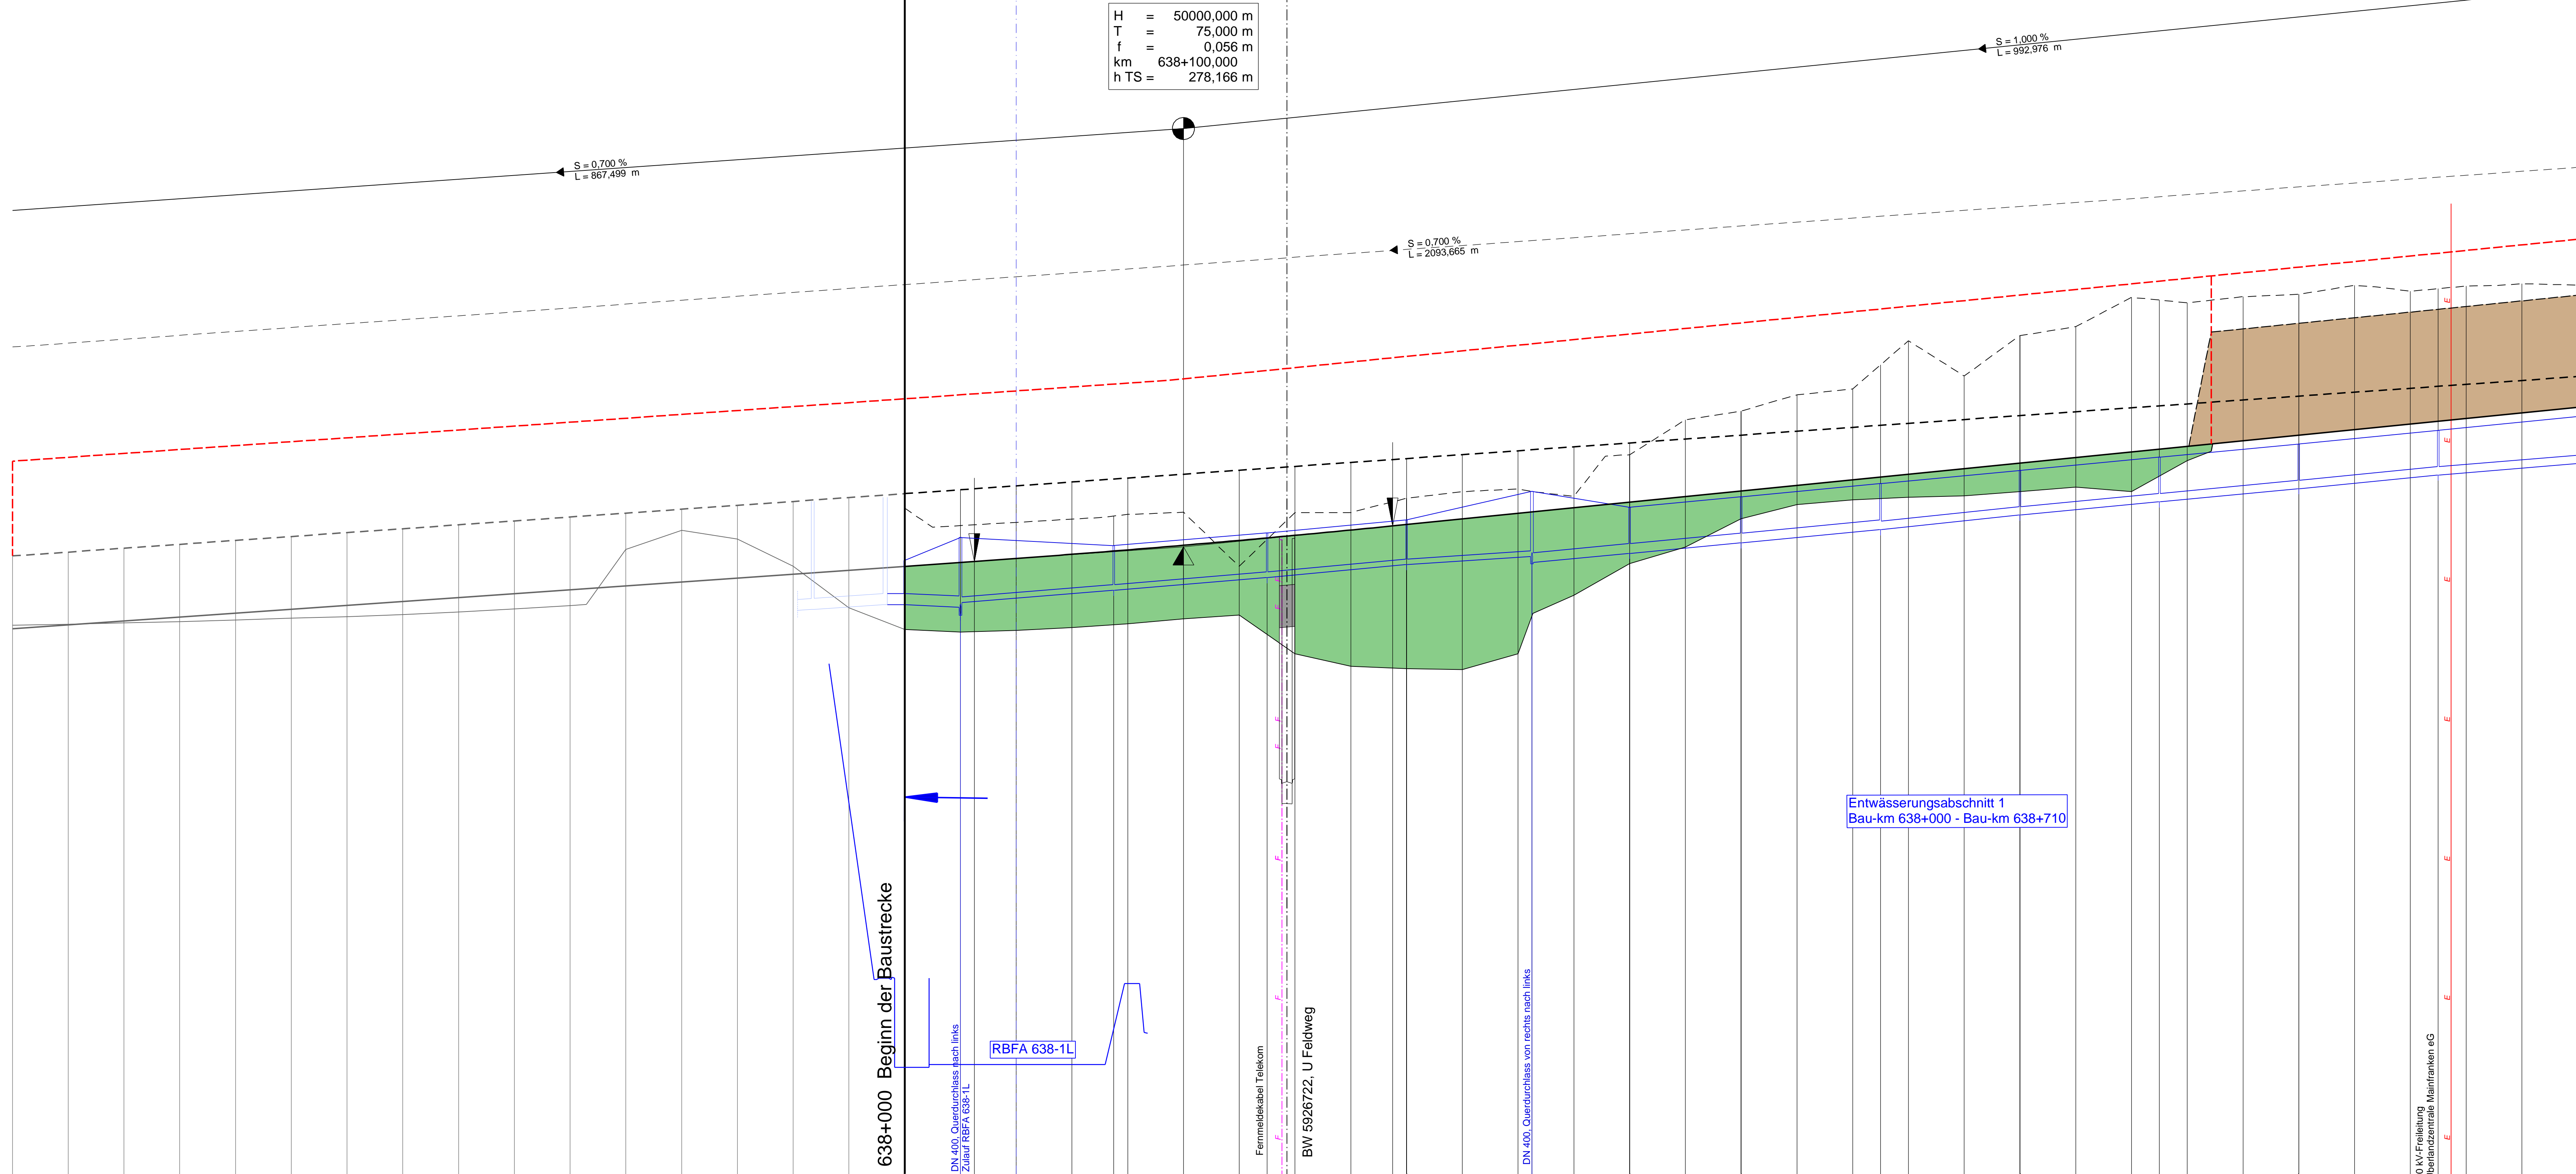 H = 50000,000 m
T = 75,000 m
f = 0,056 m
km 638+100,000
h TS = 278,166 m
S = 1,000 %
L = 992,976 m
S = 0,700 %
L = 867,499 m
S = 0,700 %
L = 2093,665 m
E
E
E
E
E
E
E
F
F
F
F
F
F
F
Entwässerungsabschnitt 1
Bau-km 638+000 - Bau-km 638+710
638+000 Beginn der Baustrecke
DN 400, Querdurchlass nach links
Zulauf RBFA 638-1L
RBFA 638-1L
Fernmeldekabel Telekom
BW 5926722, U Feldweg
DN 400, Querdurchlass von rechts nach links
0 kV-Freileitung
berlandzentrale Mainfranken eG